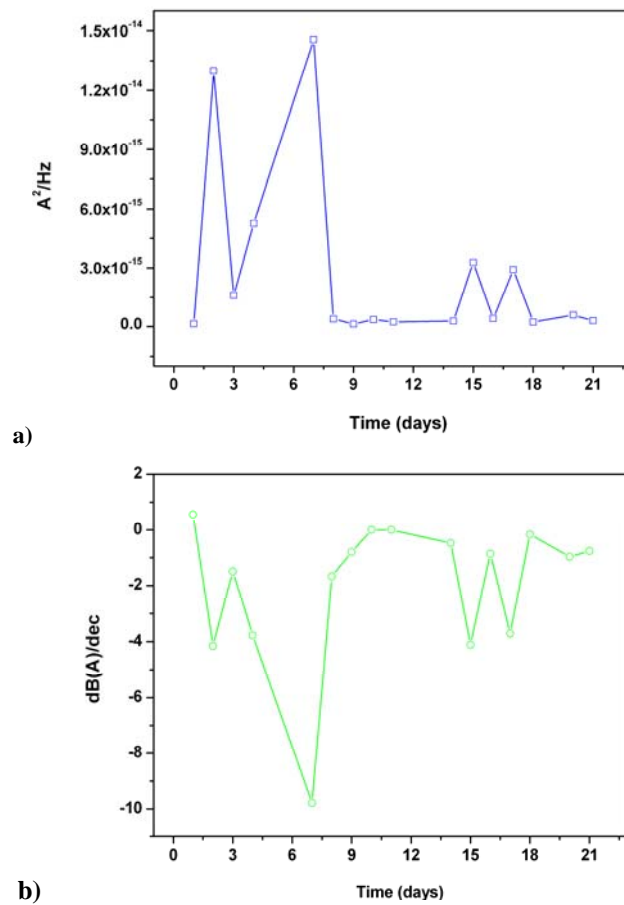 1.5x10⁻¹⁴
1.2x10⁻¹⁴
9.0x10⁻¹⁵
6.0x10⁻¹⁵
3.0x10⁻¹⁵
0.0
A²/Hz
0 3 6 9 12 15 18 21
Time (days)
a)
2
0
-2
-4
-6
-8
-10
dB(A)/dec
0 3 6 9 12 15 18 21
Time (days)
b)